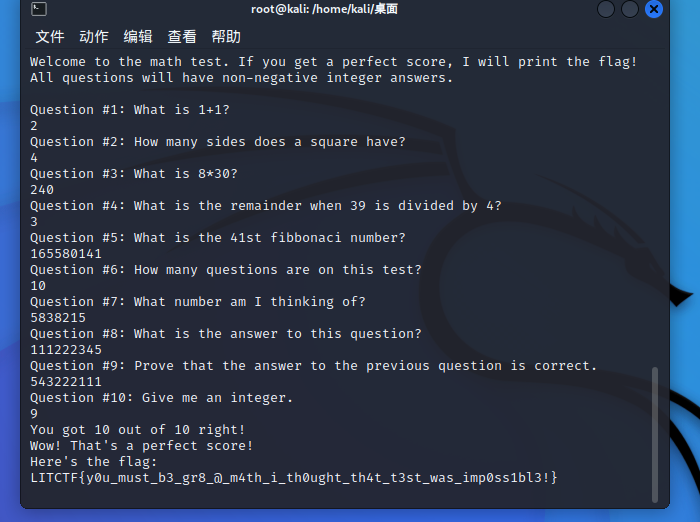 root@kali: /home/kali/桌面
文件 动作 编辑 查看 帮助
Welcome to the math test. If you get a perfect score, I will print the flag!
All questions will have non-negative integer answers.
Question #1: What is 1+1?
2
Question #2: How many sides does a square have?
4
Question #3: What is 8*30?
240
Question #4: What is the remainder when 39 is divided by 4?
3
Question #5: What is the 41st fibbonaci number?
165580141
Question #6: How many questions are on this test?
10
Question #7: What number am I thinking of?
5838215
Question #8: What is the answer to this question?
111222345
Question #9: Prove that the answer to the previous question is correct.
543222111
Question #10: Give me an integer.
9
You got 10 out of 10 right!
Wow! That's a perfect score!
Here's the flag:
LITCTF{y0u_must_b3_gr8_@_m4th_i_th0ught_th4t_t3st_was_imp0ss1bl3!}